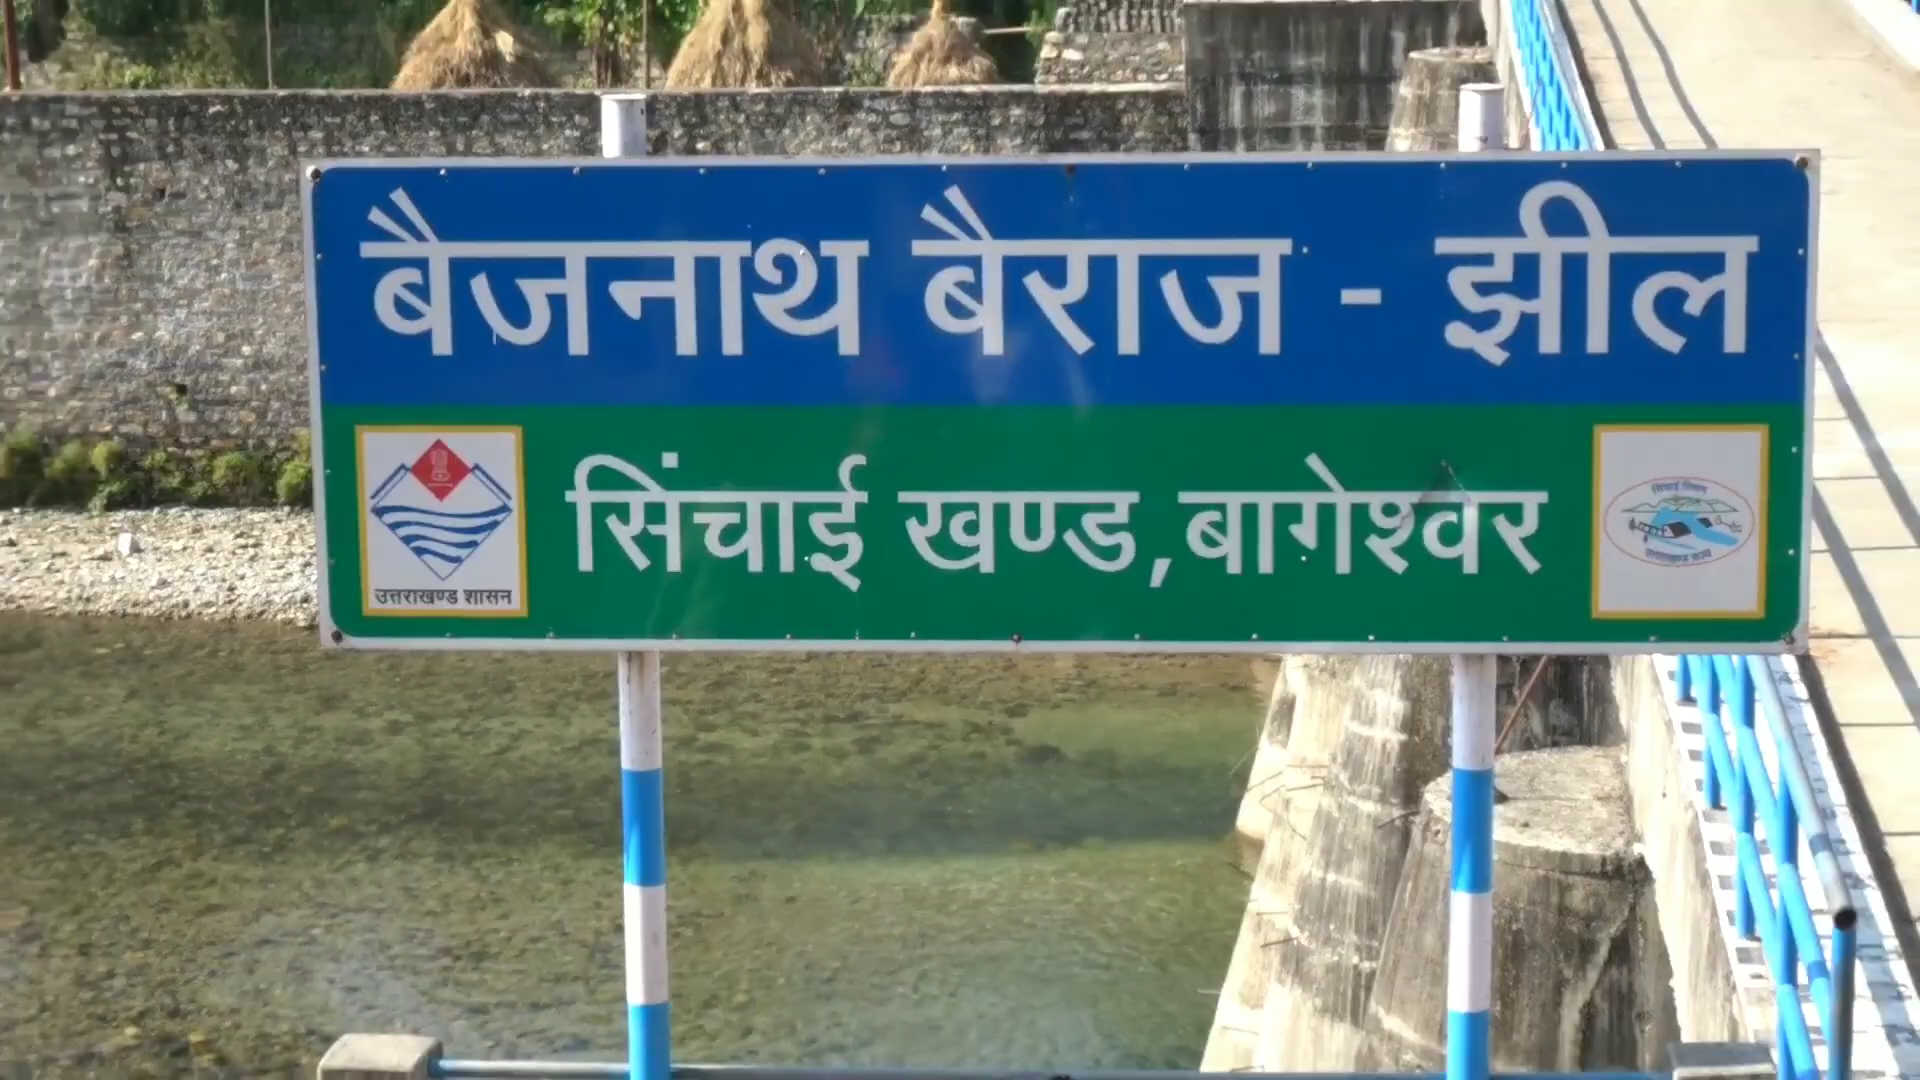 बैजनाथ बैराज - झील
सिंचाई खण्ड,बागेश्वर
उत्तराखण्ड शासन
सिंचाई विभाग